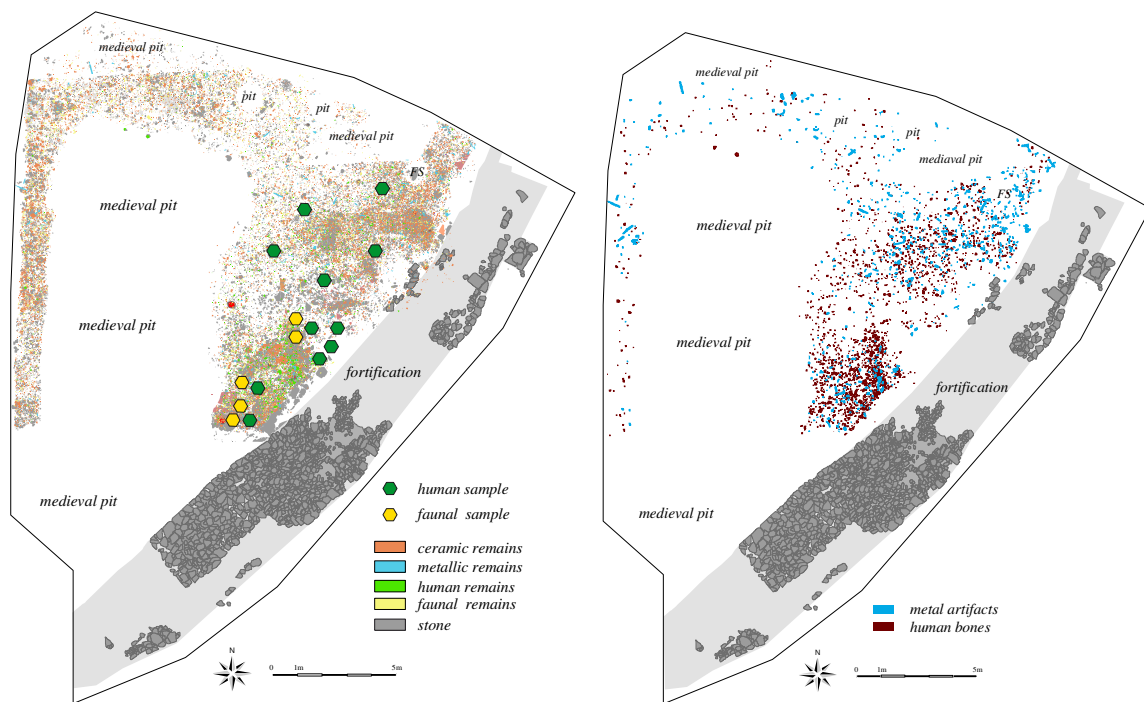 medieval pit
pit
pit
medieval pit
FS
medieval pit
medieval pit
fortification
medieval pit
human sample
faunal sample
ceramic remains
metallic remains
human remains
faunal remains
stone
N
0 1m 5m
medieval pit
pit
pit
mediaval pit
FS
medieval pit
medieval pit
fortification
medieval pit
metal artifacts
human bones
N
0 1m 5m